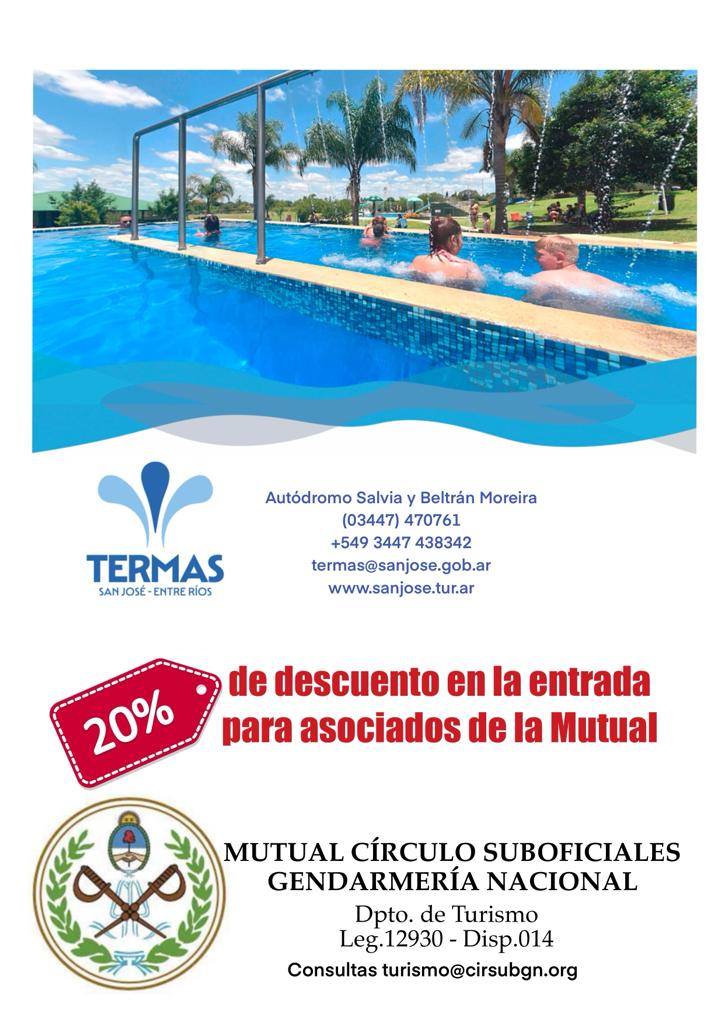 TERMAS
SAN JOSÉ - ENTRE RÍOS
Autódromo Salvia y Beltrán Moreira
(03447) 470761
+549 3447 438342
termas@sanjose.gob.ar
www.sanjose.tur.ar
20%
de descuento en la entrada
para asociados de la Mutual
MUTUAL CÍRCULO SUBOFICIALES
GENDARMERÍA NACIONAL
Dpto. de Turismo
Leg.12930 - Disp.014
Consultas turismo@cirsubgn.org